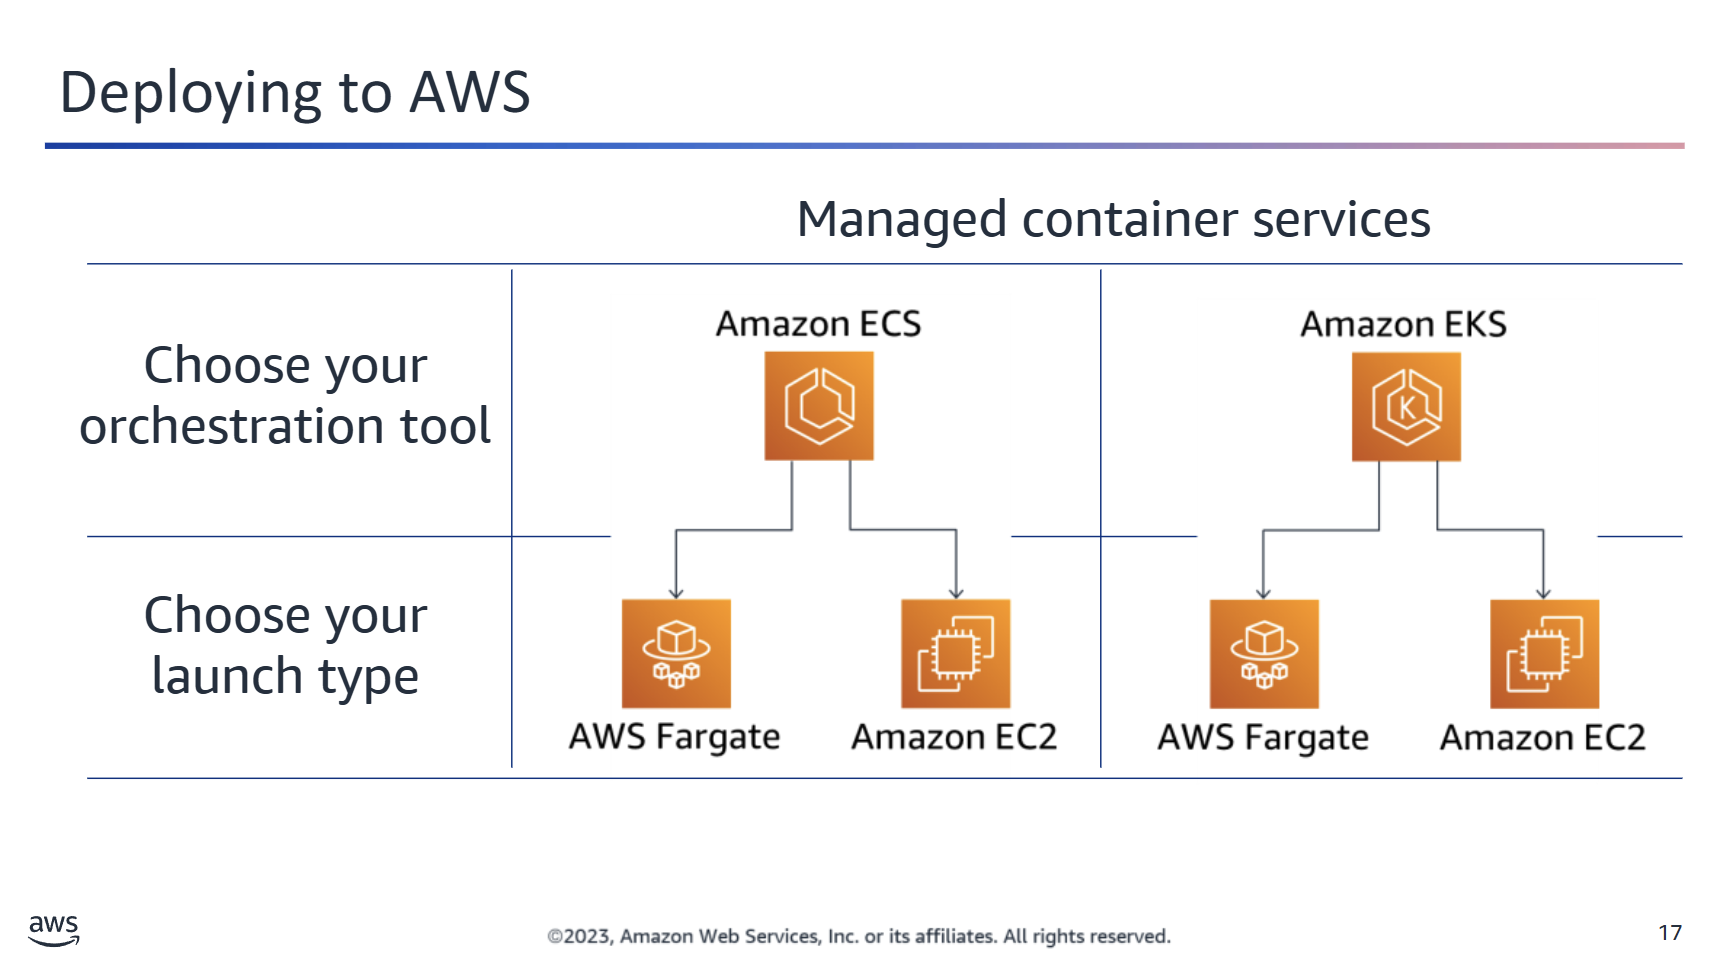 Deploying to AWS
Managed container services
Choose your
orchestration tool
Amazon ECS
Amazon EKS
K
Choose your
launch type
AWS Fargate
Amazon EC2
AWS Fargate
Amazon EC2
aws
©2023, Amazon Web Services, Inc. or its affiliates. All rights reserved.
17